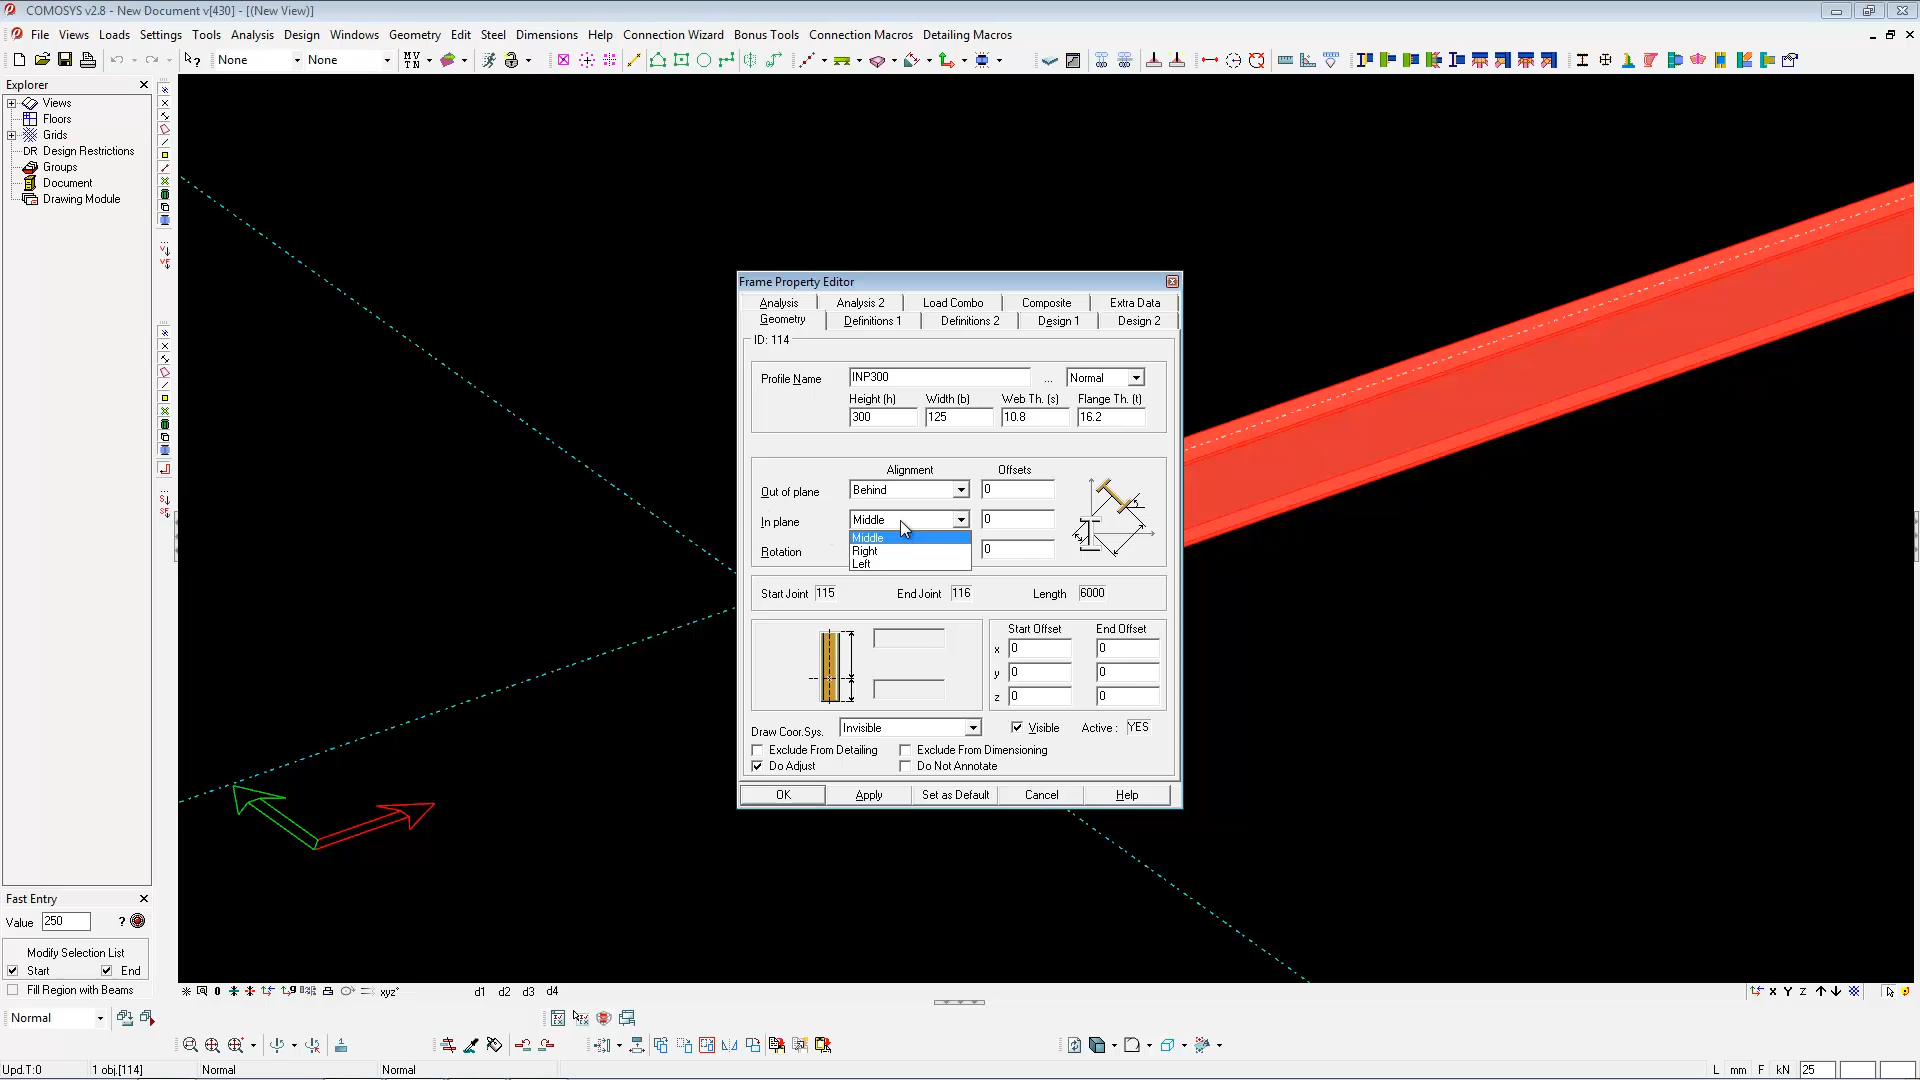 COMOSYS v2.8 - New Document v[430] - [(New View)]
File Views Loads Settings Tools Analysis Design Windows Geometry Edit Steel Dimensions Help Connection Wizard Bonus Tools Connection Macros Detailing Macros
None None MV TN
Explorer
Views
Floors
Grids
DR Design Restrictions
Groups
Document
Drawing Module
Frame Property Editor
Analysis Analysis 2 Load Combo Composite Extra Data
Geometry Definitions 1 Definitions 2 Design 1 Design 2
ID: 114
Profile Name INP300 ... Normal
Height (h) Width (b) Web Th. (s) Flange Th. (t)
300 125 10.8 16.2
Alignment Offsets
Out of plane Behind 0
In plane Middle 0
Middle
Right
Left
Rotation 0
Start Joint 115 End Joint 116 Length 6000
Start Offset End Offset
x 0 0
y 0 0
z 0 0
Draw Coor.Sys. Invisible Visible Active : YES
Exclude From Detailing Exclude From Dimensioning
Do Adjust Do Not Annotate
OK Apply Set as Default Cancel Help
Fast Entry
Value 250 ?
Modify Selection List
Start End
Fill Region with Beams
Normal
xyz d1 d2 d3 d4
X Y Z
Upd.T:0 1 obj.[114] Normal Normal L mm F kN 25